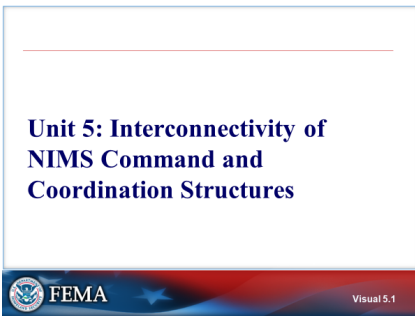 Unit 5: Interconnectivity of
NIMS Command and
Coordination Structures
FEMA
Visual 5.1